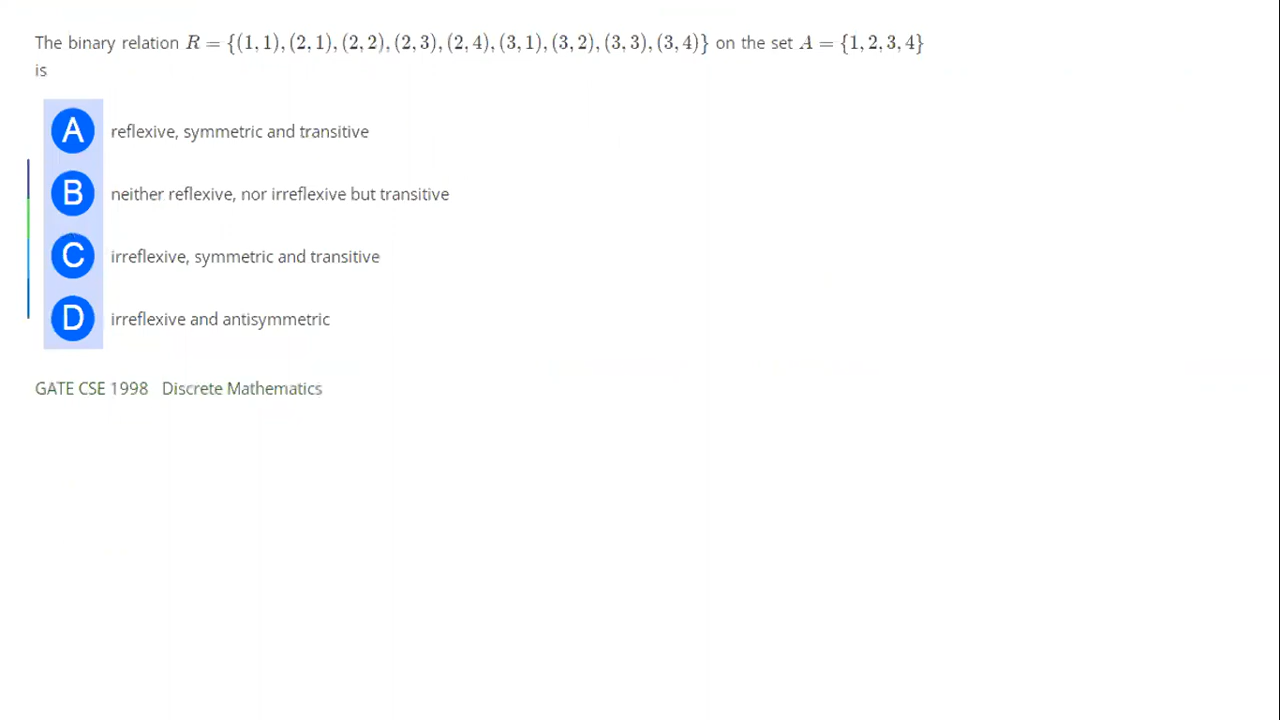 The binary relation R = {(1, 1), (2, 1), (2, 2), (2, 3), (2, 4), (3, 1), (3, 2), (3, 3), (3, 4)} on the set A = {1, 2, 3, 4}
is
A reflexive, symmetric and transitive
B neither reflexive, nor irreflexive but transitive
C irreflexive, symmetric and transitive
D irreflexive and antisymmetric
GATE CSE 1998 Discrete Mathematics